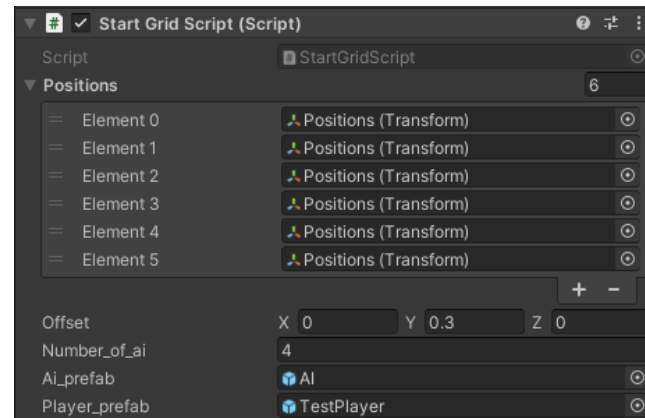 Start Grid Script (Script)
Script StartGridScript
Positions 6
Element 0 Positions (Transform)
Element 1 Positions (Transform)
Element 2 Positions (Transform)
Element 3 Positions (Transform)
Element 4 Positions (Transform)
Element 5 Positions (Transform)
+ −
Offset X 0 Y 0.3 Z 0
Number_of_ai 4
Ai_prefab AI
Player_prefab TestPlayer